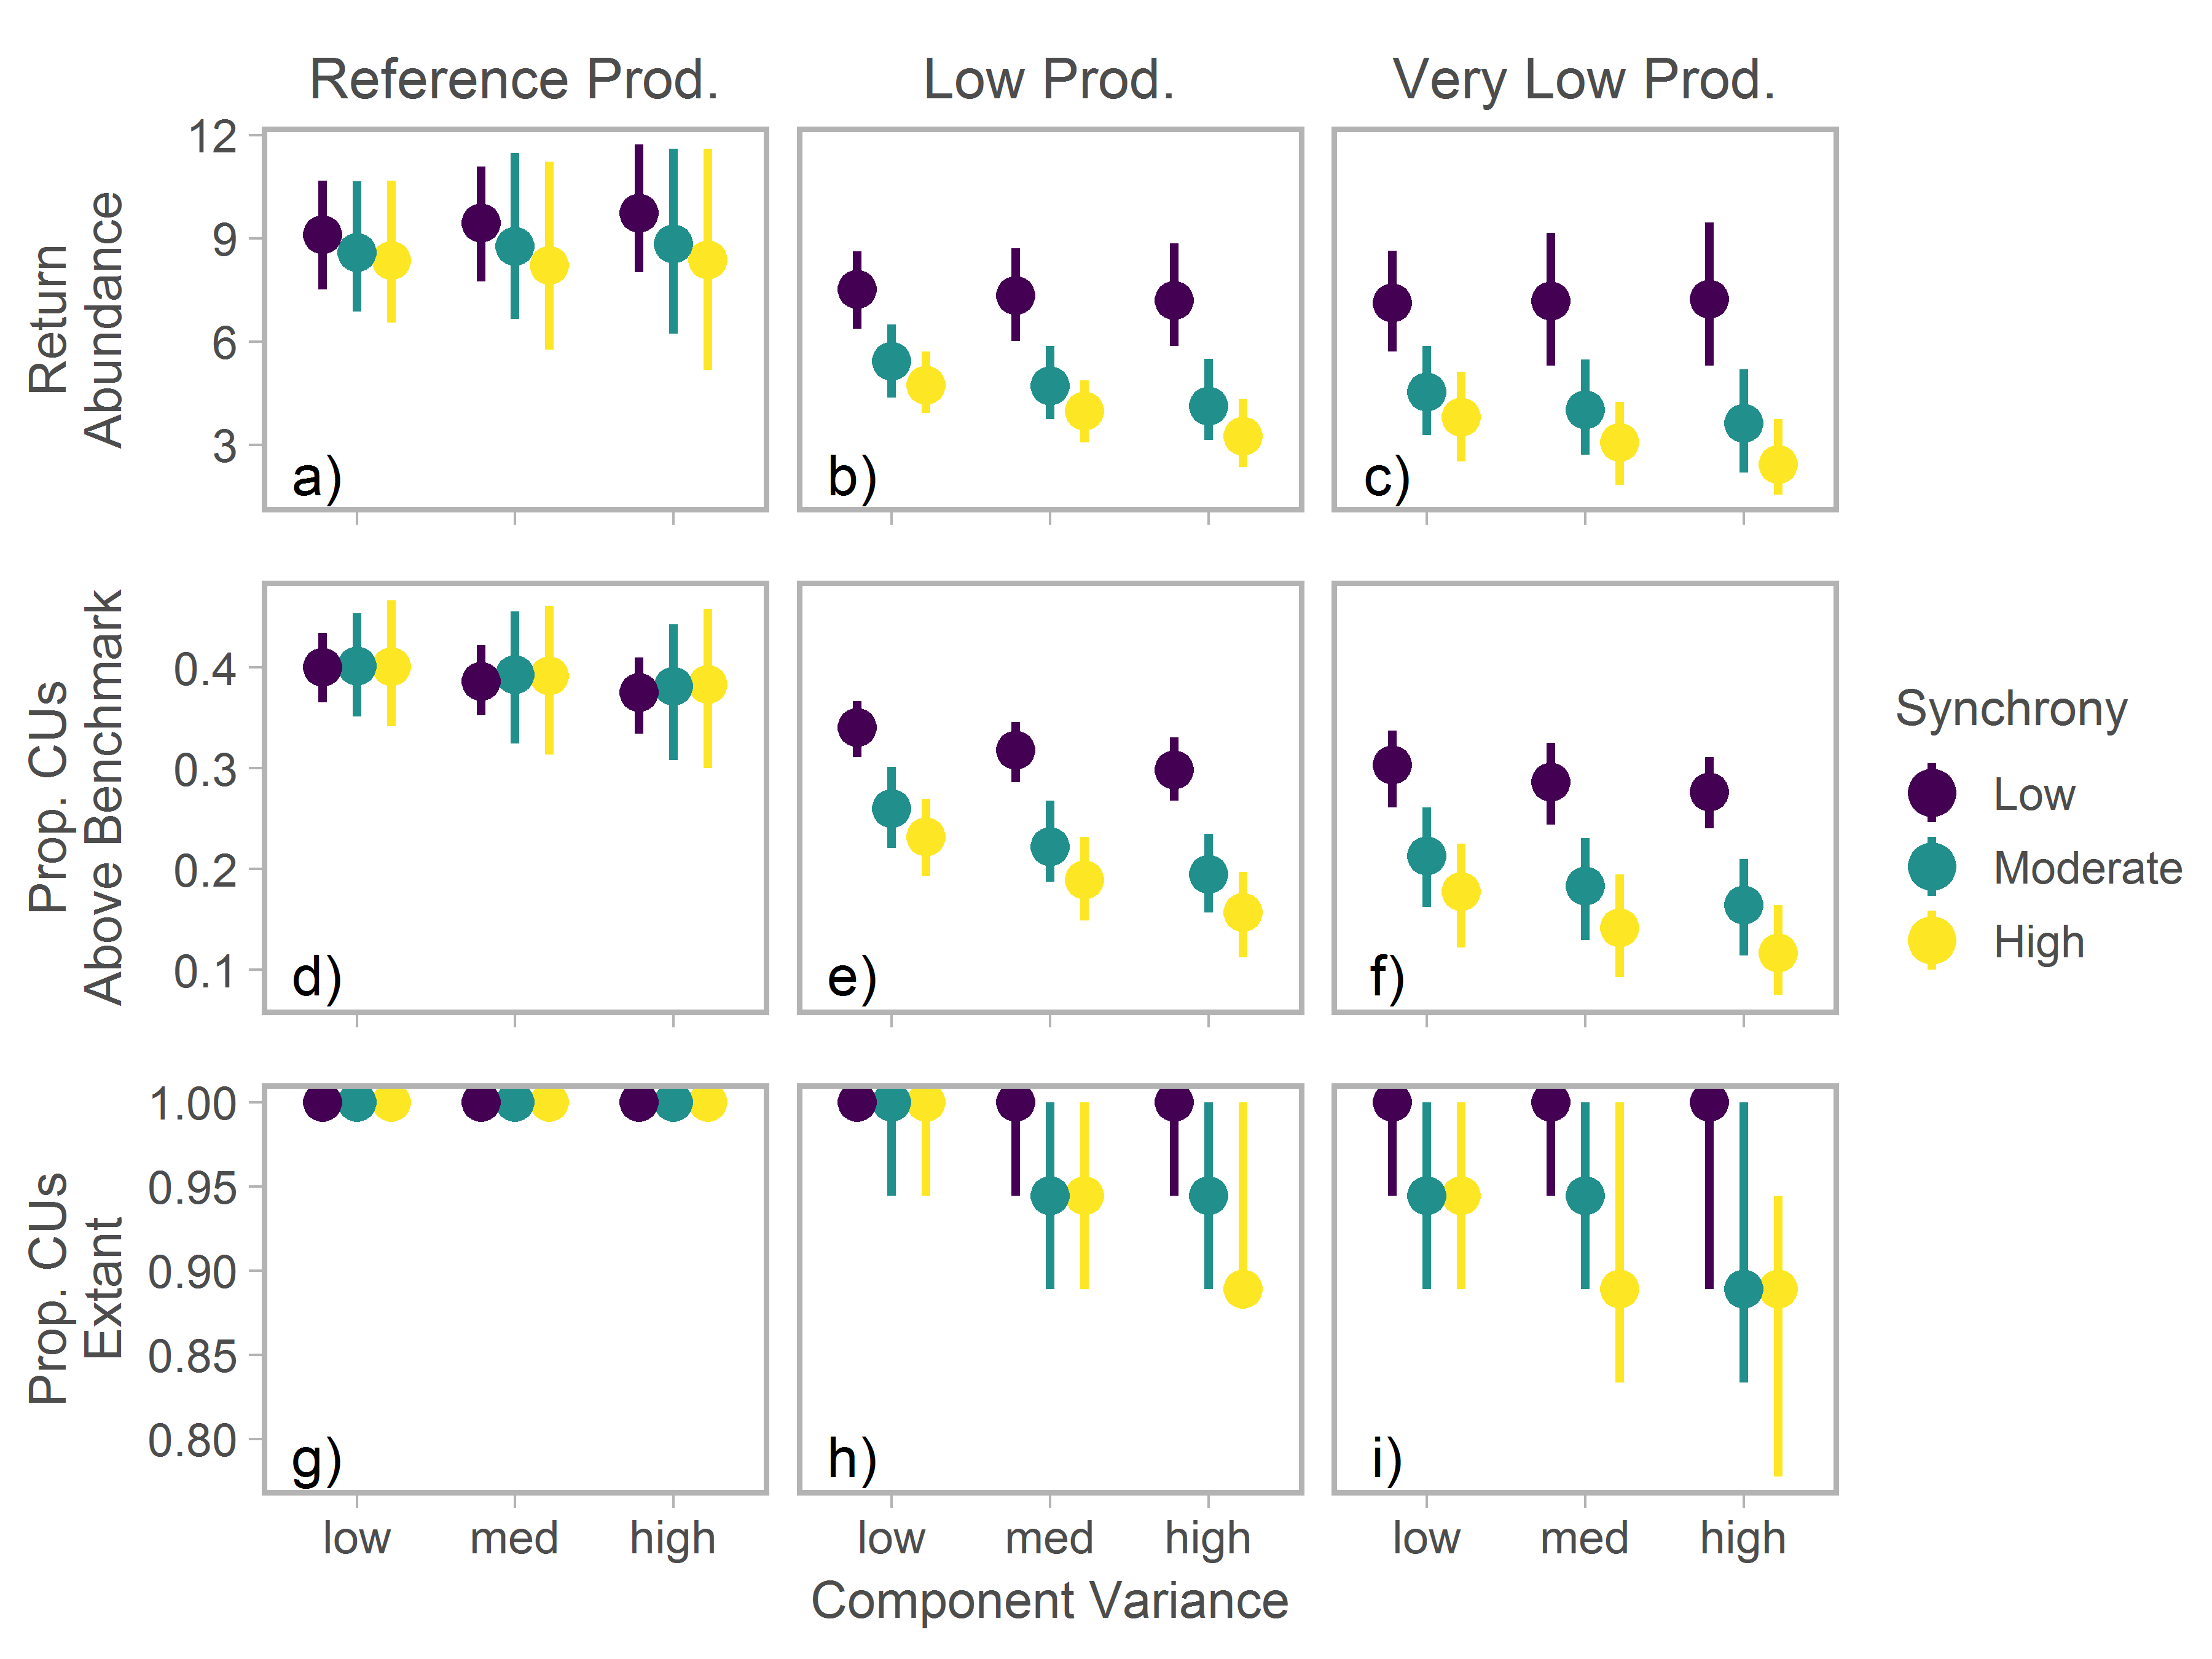 Reference Prod.
Low Prod.
Very Low Prod.
Return
Abundance
12
9
6
3
a)
b)
c)
Prop. CUs
Above Benchmark
0.4
0.3
0.2
0.1
d)
e)
f)
Synchrony
Low
Moderate
High
Prop. CUs
Extant
1.00
0.95
0.90
0.85
0.80
g)
h)
i)
low med high
low med high
low med high
Component Variance